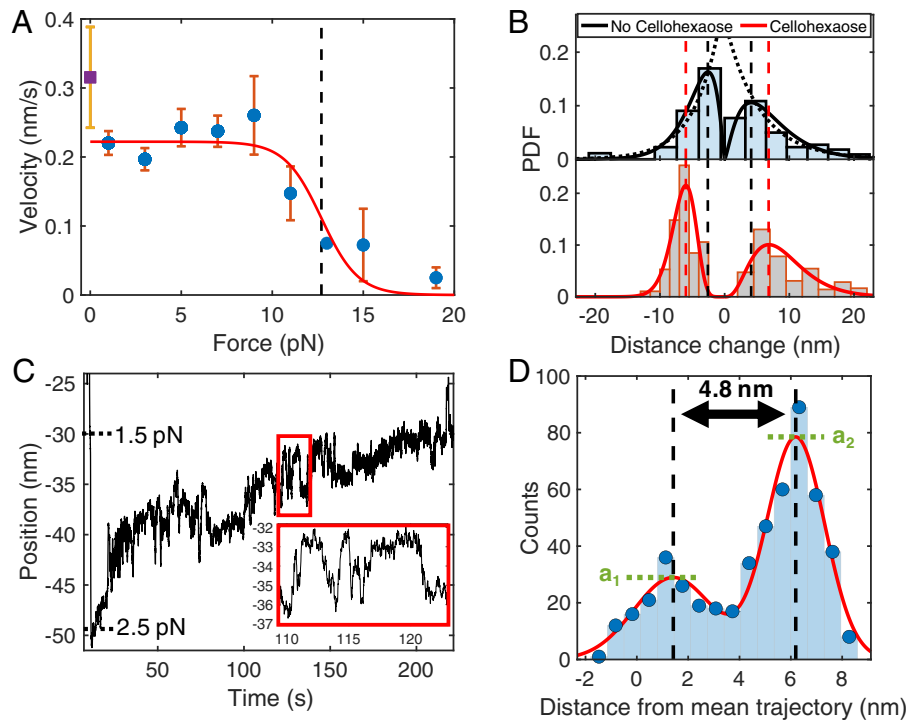 A
Velocity (nm/s)
0.4
0.3
0.2
0.1
0
0 5 10 15 20
Force (pN)
B
No Cellohexaose Cellohexaose
PDF
0.2
0.1
0
0.2
0.1
0
-20 -10 0 10 20
Distance change (nm)
C
Position (nm)
-25
-30
-35
-40
-45
-50
1.5 pN
2.5 pN
-32
-33
-34
-35
-36
-37
110 115 120
50 100 150 200
Time (s)
D
Counts
100
80
60
40
20
0
4.8 nm
a1
a2
-2 0 2 4 6 8
Distance from mean trajectory (nm)